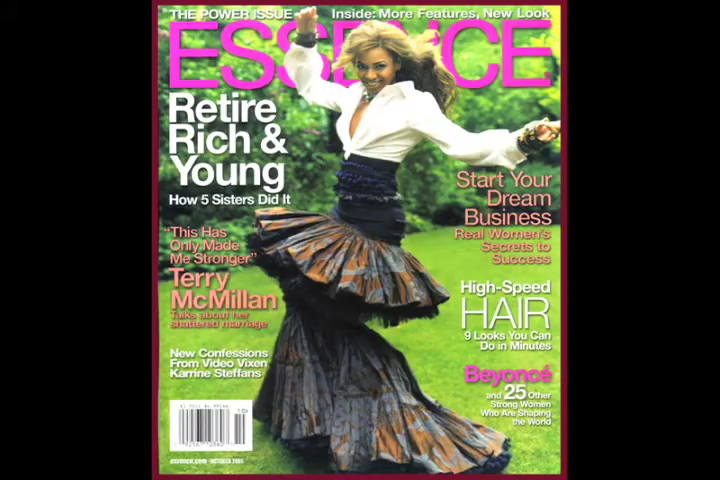 THE POWER ISSUE
Inside: More Features, New Look
ESSENCE
Retire
Rich &
Young
How 5 Sisters Did It
"This Has
Only Made
Me Stronger"
Terry
McMillan
Talks about her
shattered marriage
New Confessions
From Video Vixen
Karrine Steffans
Start Your
Dream
Business
Real Women's
Secrets to
Success
High-Speed
HAIR
9 Looks You Can
Do in Minutes
Beyoncé
and 25 Other
Strong Women
Who Are Shaping
the World
essence.com OCTOBER